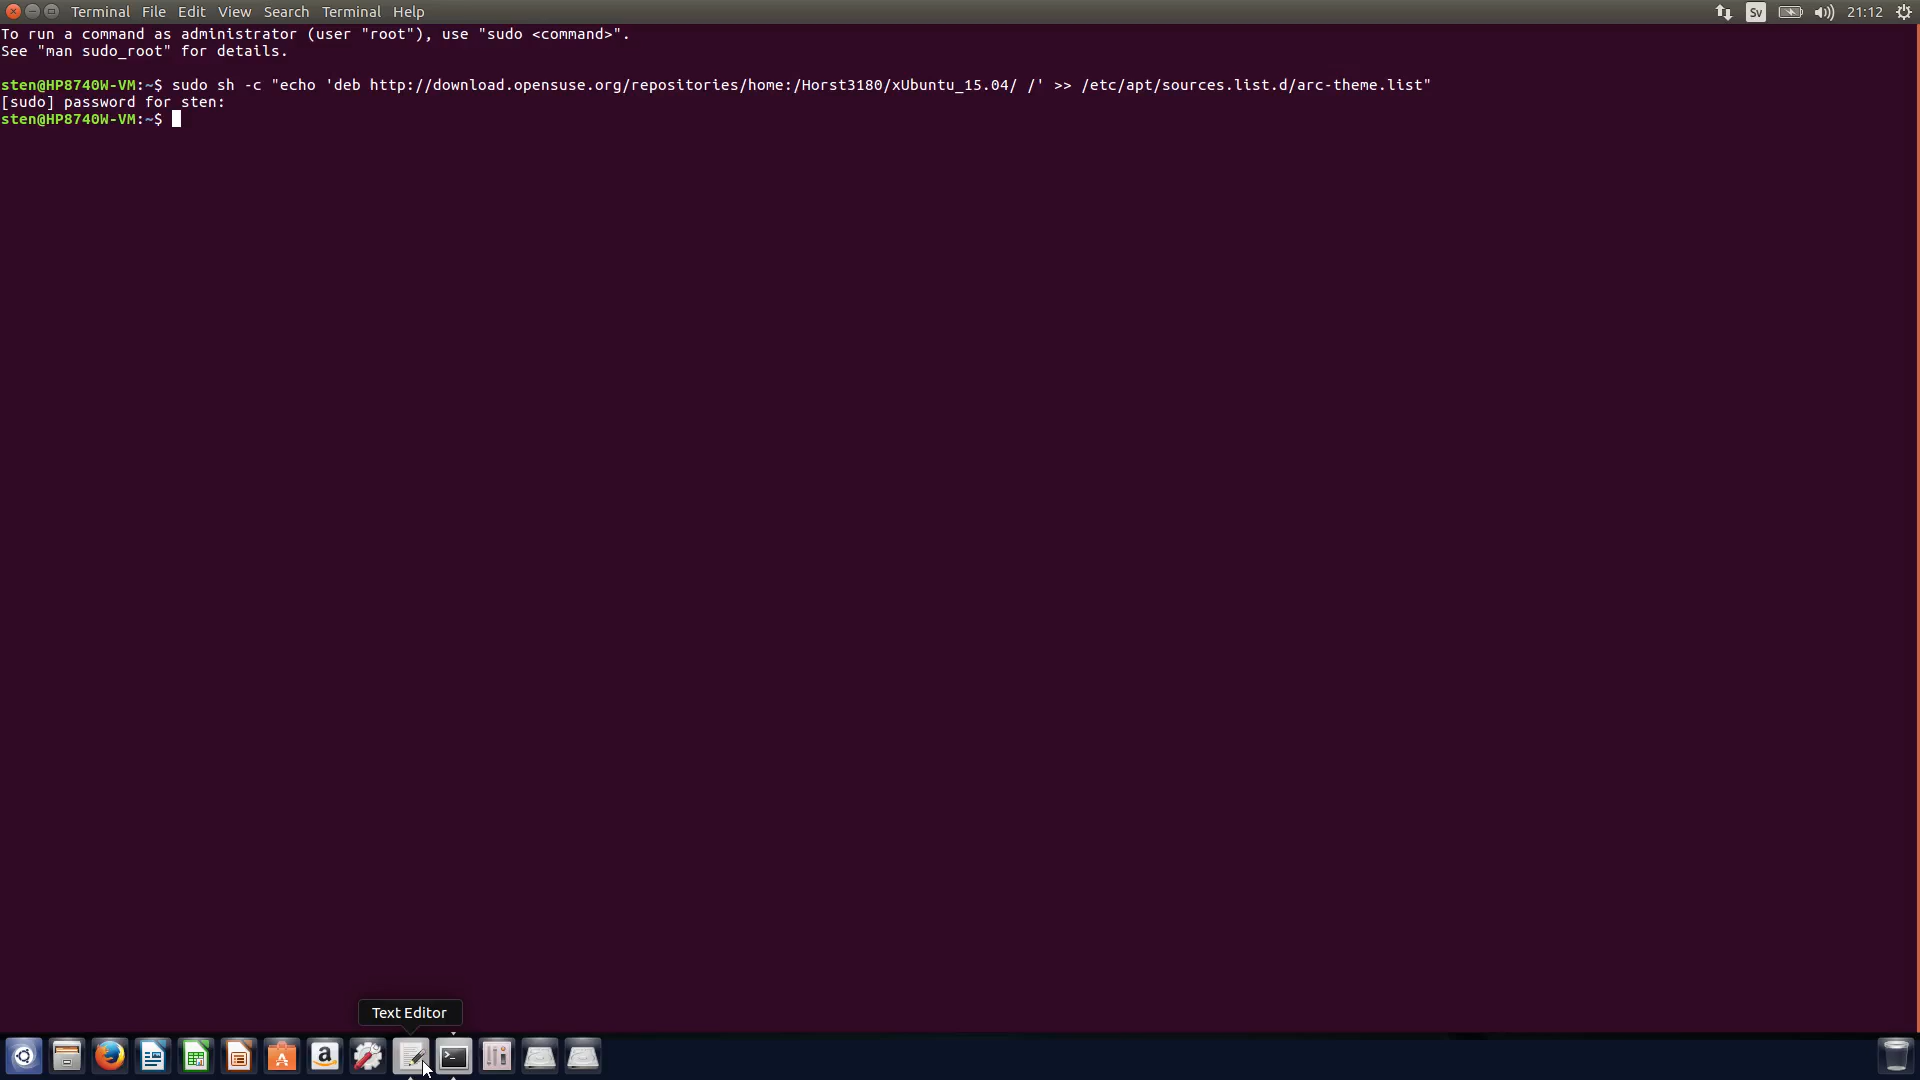 Terminal File Edit View Search Terminal Help Sv 21:12
To run a command as administrator (user "root"), use "sudo <command>".
See "man sudo_root" for details.
sten@HP8740W-VM:~$ sudo sh -c "echo 'deb http://download.opensuse.org/repositories/home:/Horst3180/xUbuntu_15.04/ /' >> /etc/apt/sources.list.d/arc-theme.list"
[sudo] password for sten:
sten@HP8740W-VM:~$
Text Editor